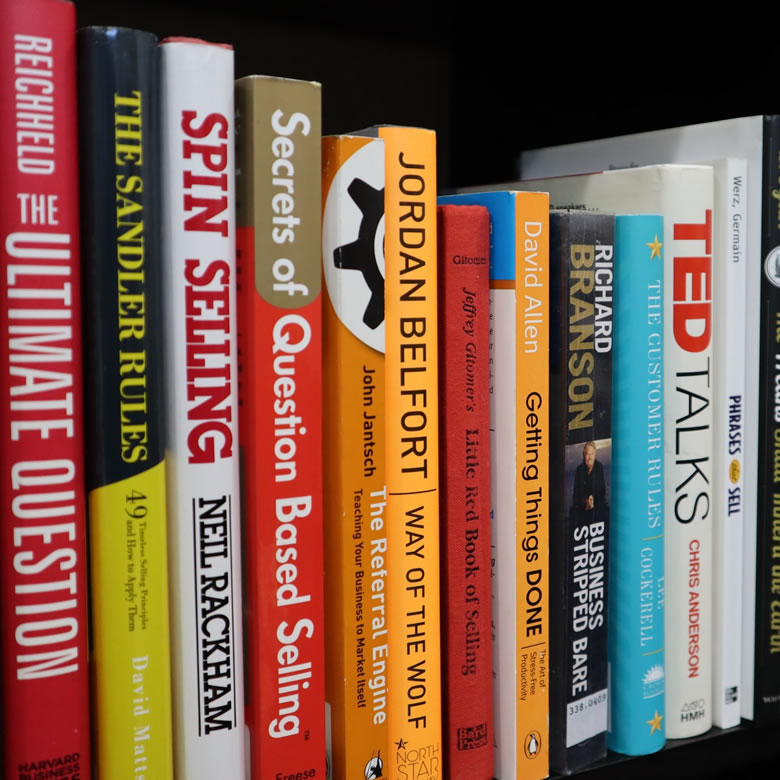 REICHHELD THE ULTIMATE QUESTION
HARVARD
BUSINESS
THE SANDLER RULES
49 Timeless Selling Principles
and How to Apply Them
David
SPIN SELLING
NEIL RACKHAM
Secrets of Question Based Selling™
Freese
John Jantsch
The Referral Engine
Teaching Your Business to Market Itself
JORDAN BELFORT | WAY OF THE WOLF
NORTH
STAR
Gitomer
Jeffrey Gitomer's Little Red Book of Selling
David Allen
Getting Things DONE
The Art of
Stress-Free
Productivity
RICHARD
BRANSON
BUSINESS
STRIPPED BARE
338.0409
THE CUSTOMER RULES
LEE
COCKERELL
speakers...
TED TALKS
CHRIS ANDERSON
HMH
Werz, Germain
PHRASES that SELL